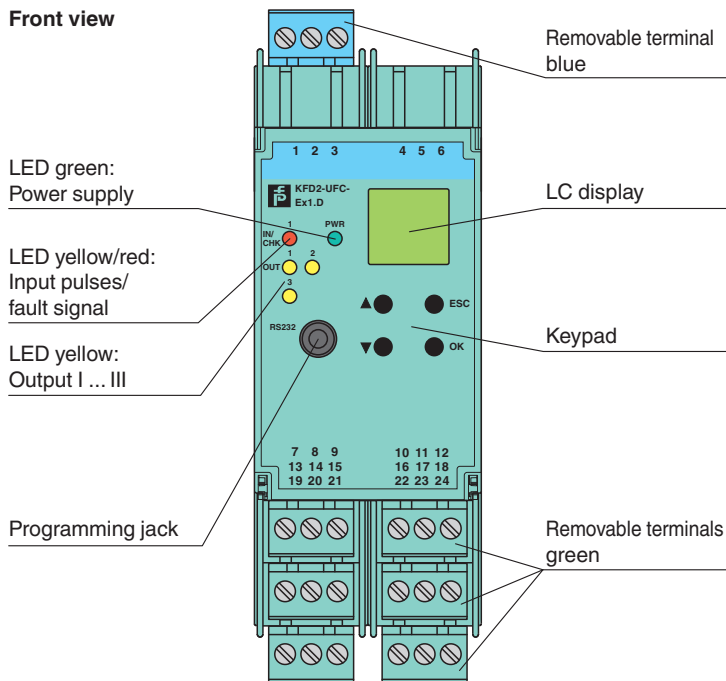 Front view
Removable terminal
blue
1 2 3 4 5 6
LED green:
Power supply
KFD2-UFC-
Ex1.D
LC display
1 PWR
IN/
CHK
LED yellow/red:
Input pulses/
fault signal
1 2
OUT
3
▲ ESC
RS232
▼ OK
Keypad
LED yellow:
Output I ... III
7 8 9 10 11 12
13 14 15 16 17 18
19 20 21 22 23 24
Programming jack
Removable terminals
green